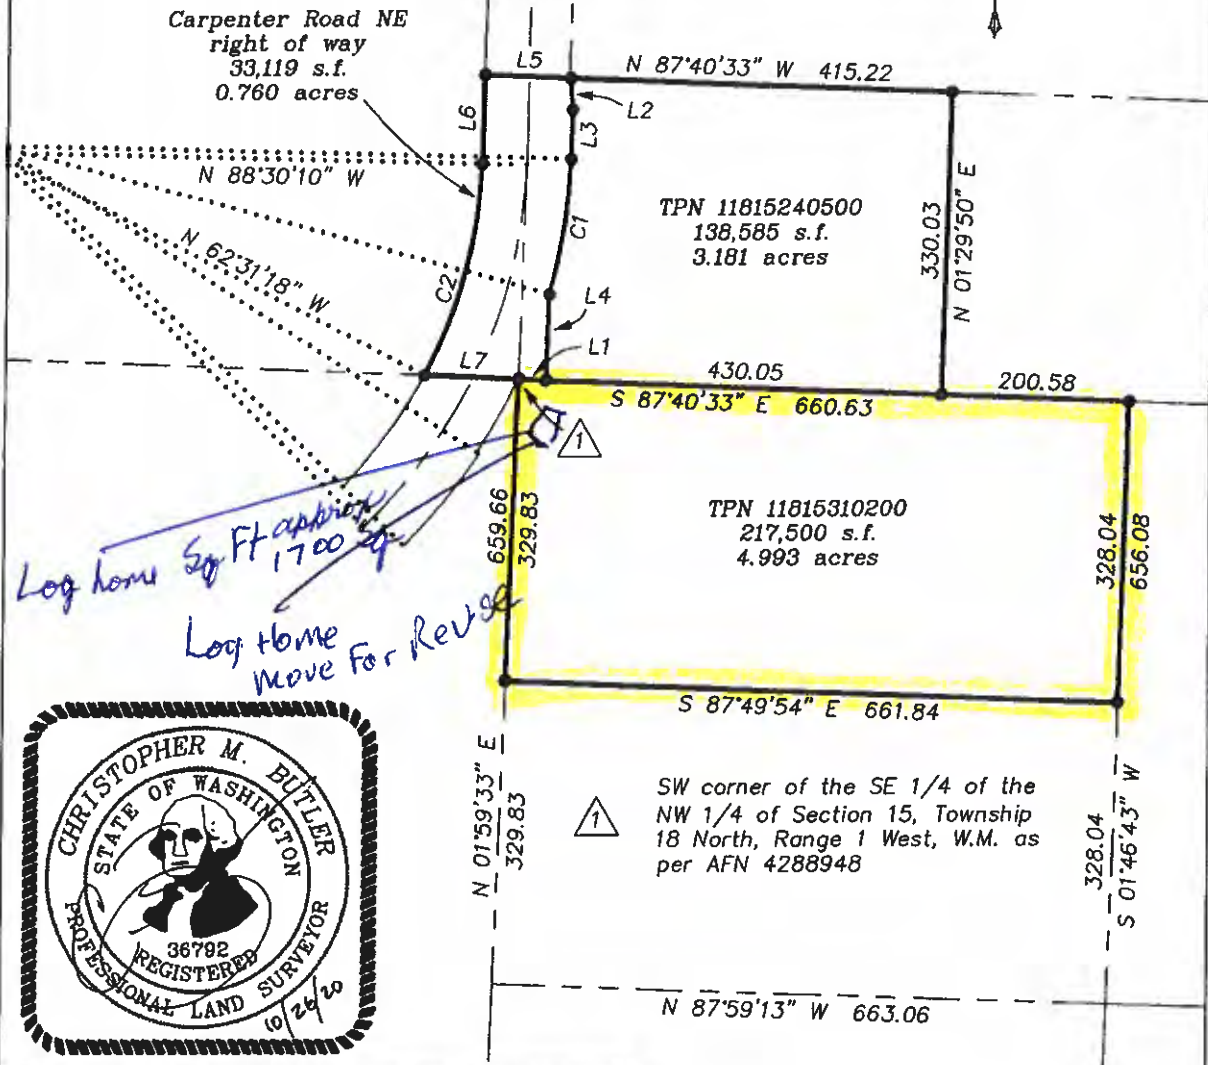 Carpenter Road NE
right of way
33,119 s.f.
0.760 acres
L5
N 87°40'33" W 415.22
L2
L6
L3
N 88°30'10" W
TPN 11815240500
138,585 s.f.
3.181 acres
330.03
N 01°29'50" E
C1
N 62°31'18" W
C2
L4
L1
L7
430.05
200.58
S 87°40'33" E 660.63
1
659.66
329.83
TPN 11815310200
217,500 s.f.
4.993 acres
328.04
656.08
Log home Sq Ft approx
1700 sq
Log Home
move For Reuse
S 87°49'54" E 661.84
CHRISTOPHER M. BUTLER
STATE OF WASHINGTON
36792
REGISTERED
PROFESSIONAL LAND SURVEYOR
10/26/20
N 01°59'33" E
329.83
1
SW corner of the SE 1/4 of the
NW 1/4 of Section 15, Township
18 North, Range 1 West, W.M. as
per AFN 4288948
328.04
S 01°46'43" W
N 87°59'13" W 663.06